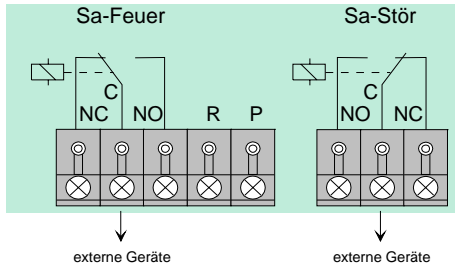 Sa-Feuer
Sa-Stör
C
NC NO R P
C
NO NC
externe Geräte
externe Geräte